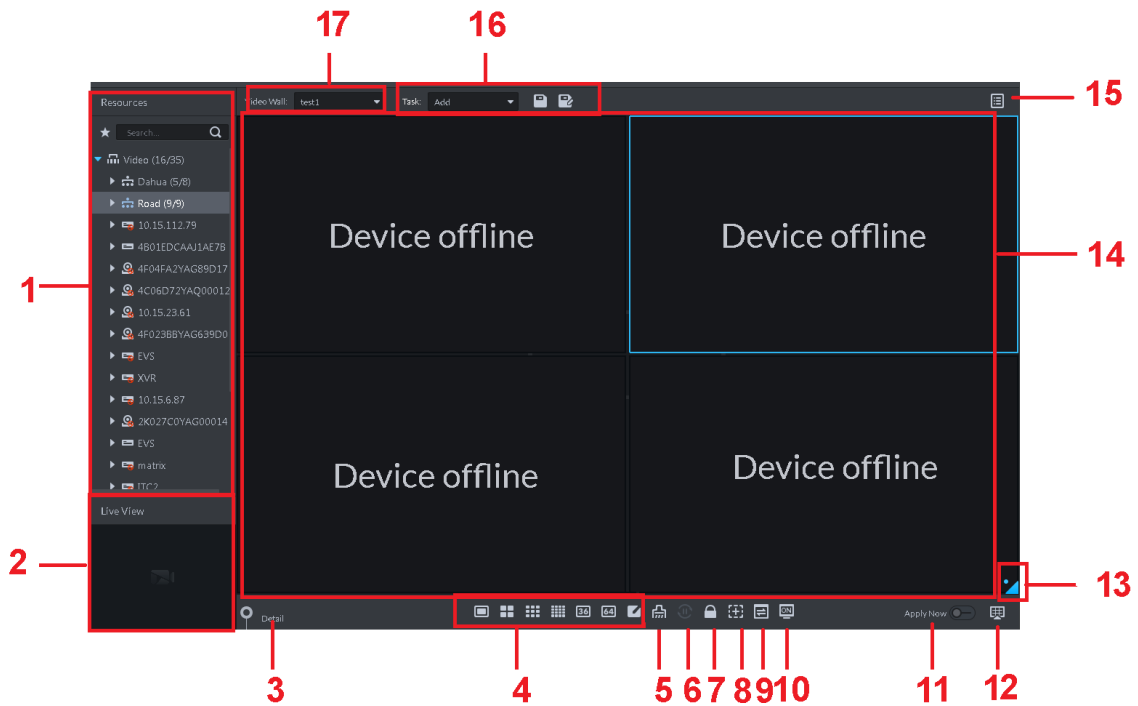 17
16
Resources
Video Wall: test1
Task: Add
15
Search...
Video (16/35)
Dahua (5/8)
Road (9/9)
10.15.112.79
4B01EDCAAJ1AE7B
4F04FA2YAG89D17
4C06D72YAQ00012
10.15.23.61
4F023BBYAG639D0
EVS
XVR
10.15.6.87
2K027C0YAG00014
EVS
matrix
ITC2
1
Device offline
Device offline
14
Device offline
Device offline
Live View
2
13
Detail
36
64
ON
Apply Now
3
4
5
6
7
8
9
10
11
12